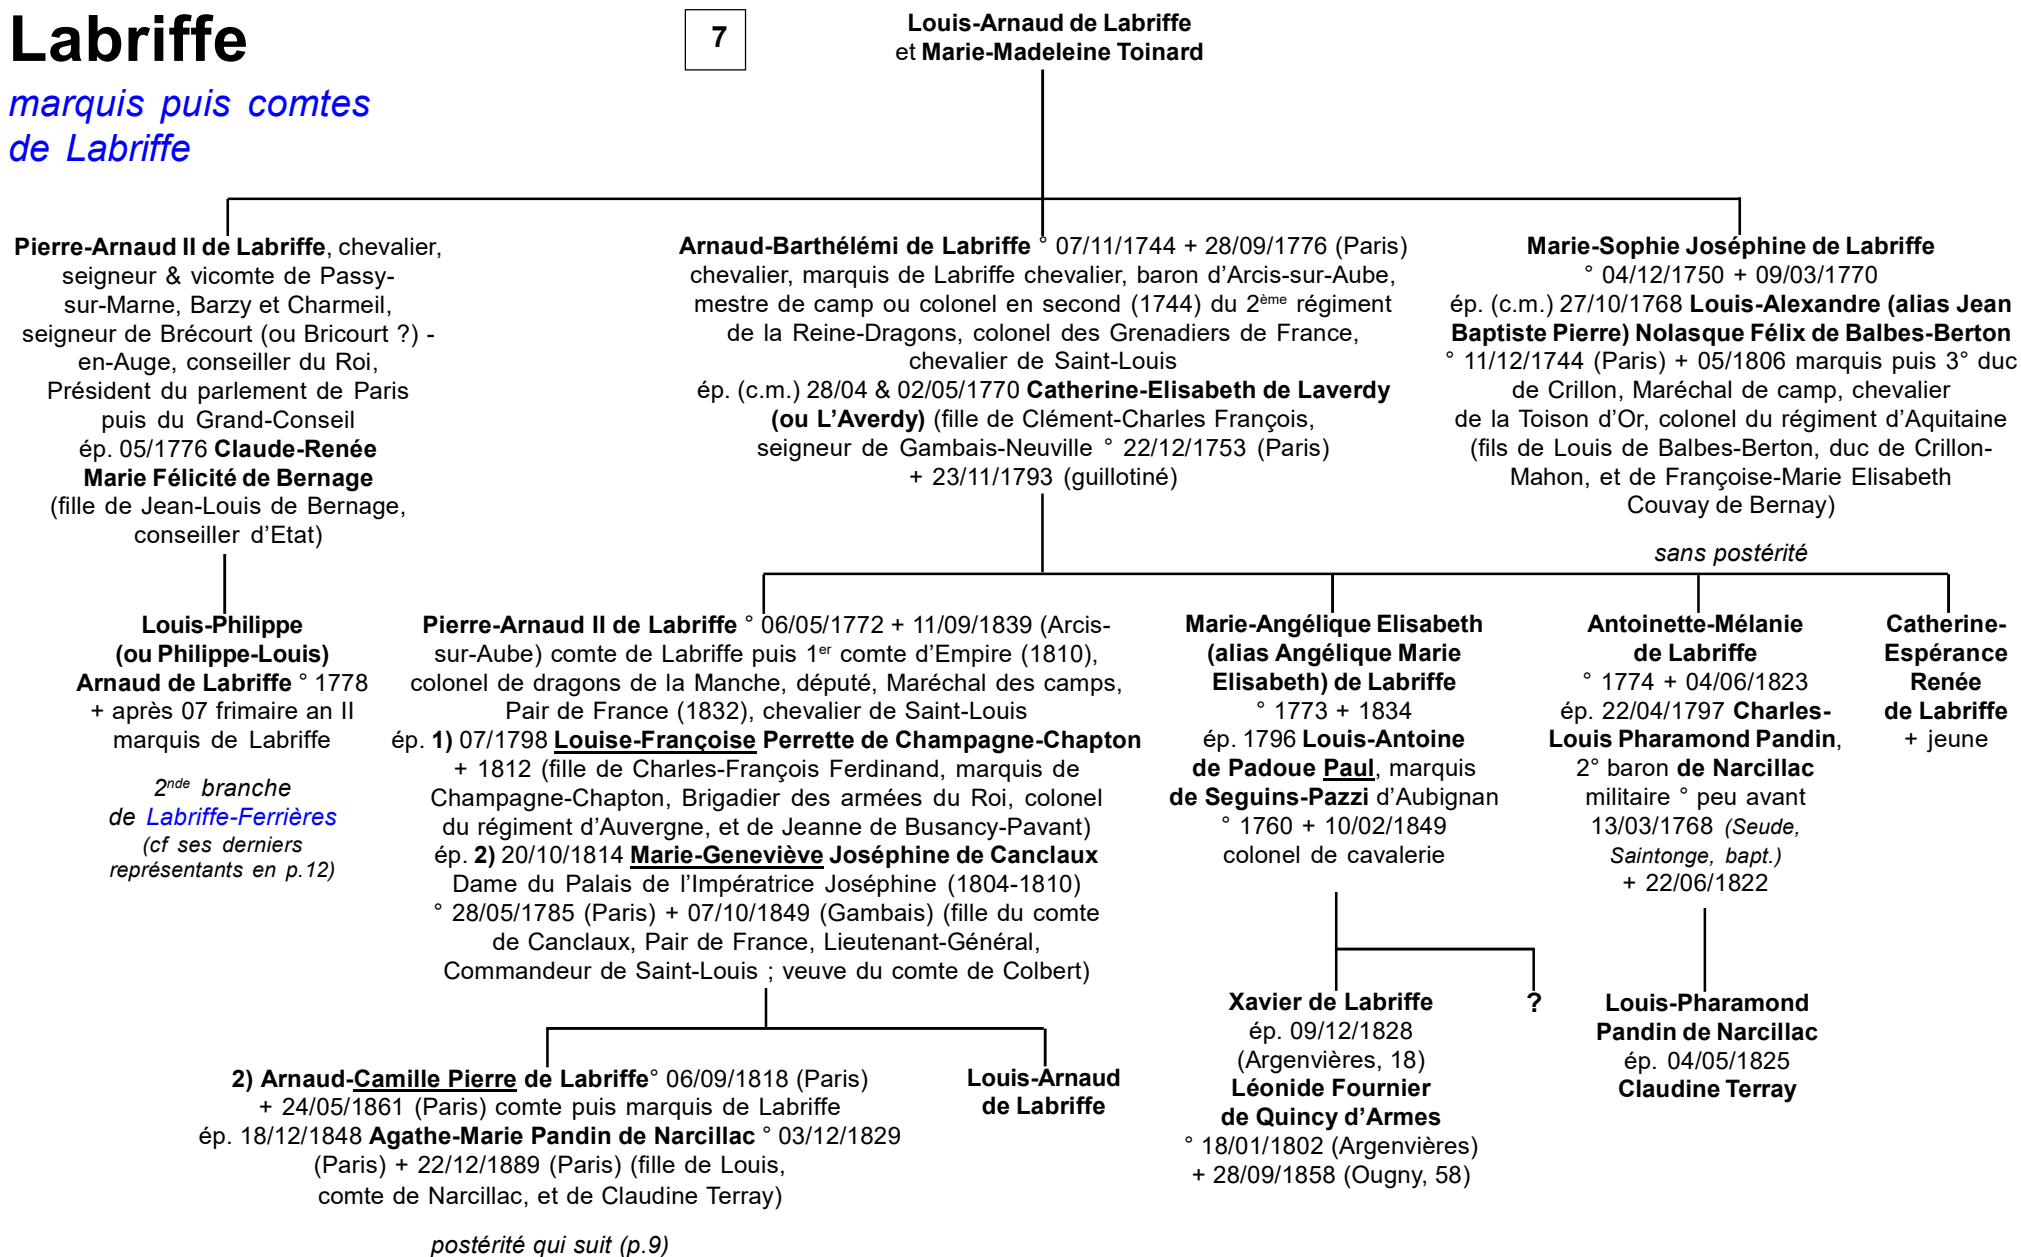 Labriffe
marquis puis comtes
de Labriffe
7
Louis-Arnaud de Labriffe
et Marie-Madeleine Toinard
Pierre-Arnaud II de Labriffe, chevalier,
seigneur & vicomte de Passy-
sur-Marne, Barzy et Charmeil,
seigneur de Brécourt (ou Bricourt ?) -
en-Auge, conseiller du Roi,
Président du parlement de Paris
puis du Grand-Conseil
ép. 05/1776 Claude-Renée
Marie Félicité de Bernage
(fille de Jean-Louis de Bernage,
conseiller d'Etat)
Arnaud-Barthélémi de Labriffe ° 07/11/1744 + 28/09/1776 (Paris)
chevalier, marquis de Labriffe chevalier, baron d'Arcis-sur-Aube,
mestre de camp ou colonel en second (1744) du 2ème régiment
de la Reine-Dragons, colonel des Grenadiers de France,
chevalier de Saint-Louis
ép. (c.m.) 28/04 & 02/05/1770 Catherine-Elisabeth de Laverdy
(ou L'Averdy) (fille de Clément-Charles François,
seigneur de Gambais-Neuville ° 22/12/1753 (Paris)
+ 23/11/1793 (guillotiné)
Marie-Sophie Joséphine de Labriffe
° 04/12/1750 + 09/03/1770
ép. (c.m.) 27/10/1768 Louis-Alexandre (alias Jean
Baptiste Pierre) Nolasque Félix de Balbes-Berton
° 11/12/1744 (Paris) + 05/1806 marquis puis 3° duc
de Crillon, Maréchal de camp, chevalier
de la Toison d'Or, colonel du régiment d'Aquitaine
(fils de Louis de Balbes-Berton, duc de Crillon-
Mahon, et de Françoise-Marie Elisabeth
Couvay de Bernay)
sans postérité
Louis-Philippe
(ou Philippe-Louis)
Arnaud de Labriffe ° 1778
+ après 07 frimaire an II
marquis de Labriffe
2nde branche
de Labriffe-Ferrières
(cf ses derniers
représentants en p.12)
Pierre-Arnaud II de Labriffe ° 06/05/1772 + 11/09/1839 (Arcis-
sur-Aube) comte de Labriffe puis 1er comte d'Empire (1810),
colonel de dragons de la Manche, député, Maréchal des camps,
Pair de France (1832), chevalier de Saint-Louis
ép. 1) 07/1798 Louise-Françoise Perrette de Champagne-Chapton
+ 1812 (fille de Charles-François Ferdinand, marquis de
Champagne-Chapton, Brigadier des armées du Roi, colonel
du régiment d'Auvergne, et de Jeanne de Busancy-Pavant)
ép. 2) 20/10/1814 Marie-Geneviève Joséphine de Canclaux
Dame du Palais de l'Impératrice Joséphine (1804-1810)
° 28/05/1785 (Paris) + 07/10/1849 (Gambais) (fille du comte
de Canclaux, Pair de France, Lieutenant-Général,
Commandeur de Saint-Louis ; veuve du comte de Colbert)
Marie-Angélique Elisabeth
(alias Angélique Marie
Elisabeth) de Labriffe
° 1773 + 1834
ép. 1796 Louis-Antoine
de Padoue Paul, marquis
de Seguins-Pazzi d'Aubignan
° 1760 + 10/02/1849
colonel de cavalerie
Antoinette-Mélanie
de Labriffe
° 1774 + 04/06/1823
ép. 22/04/1797 Charles-
Louis Pharamond Pandin,
2° baron de Narcillac
militaire ° peu avant
13/03/1768 (Seude,
Saintonge, bapt.)
+ 22/06/1822
Catherine-
Espérance
Renée
de Labriffe
+ jeune
2) Arnaud-Camille Pierre de Labriffe° 06/09/1818 (Paris)
+ 24/05/1861 (Paris) comte puis marquis de Labriffe
ép. 18/12/1848 Agathe-Marie Pandin de Narcillac ° 03/12/1829
(Paris) + 22/12/1889 (Paris) (fille de Louis,
comte de Narcillac, et de Claudine Terray)
postérité qui suit (p.9)
Louis-Arnaud
de Labriffe
Xavier de Labriffe
ép. 09/12/1828
(Argenvières, 18)
Léonide Fournier
de Quincy d'Armes
° 18/01/1802 (Argenvières)
+ 28/09/1858 (Ougny, 58)
?
Louis-Pharamond
Pandin de Narcillac
ép. 04/05/1825
Claudine Terray